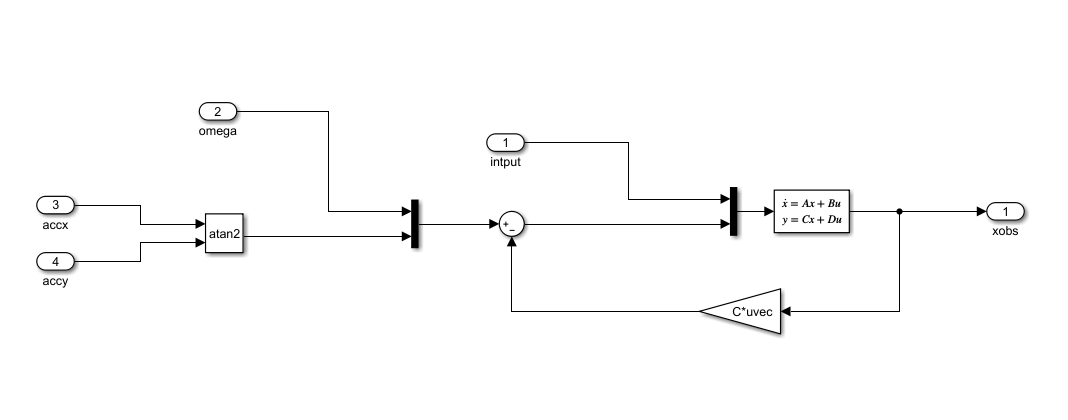 2
omega
1
intput
3
accx
4
accy
atan2
+
−
ẋ = Ax + Bu
y = Cx + Du
1
xobs
C*uvec